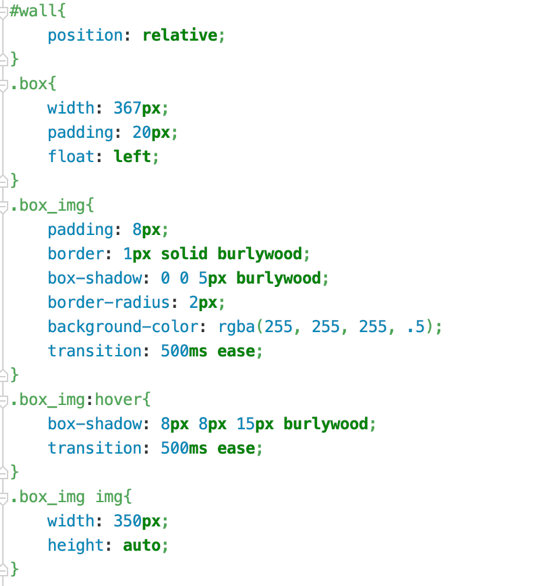 #wall{
    position: relative;
}
.box{
    width: 367px;
    padding: 20px;
    float: left;
}
.box_img{
    padding: 8px;
    border: 1px solid burlywood;
    box-shadow: 0 0 5px burlywood;
    border-radius: 2px;
    background-color: rgba(255, 255, 255, .5);
    transition: 500ms ease;
}
.box_img:hover{
    box-shadow: 8px 8px 15px burlywood;
    transition: 500ms ease;
}
.box_img img{
    width: 350px;
    height: auto;
}